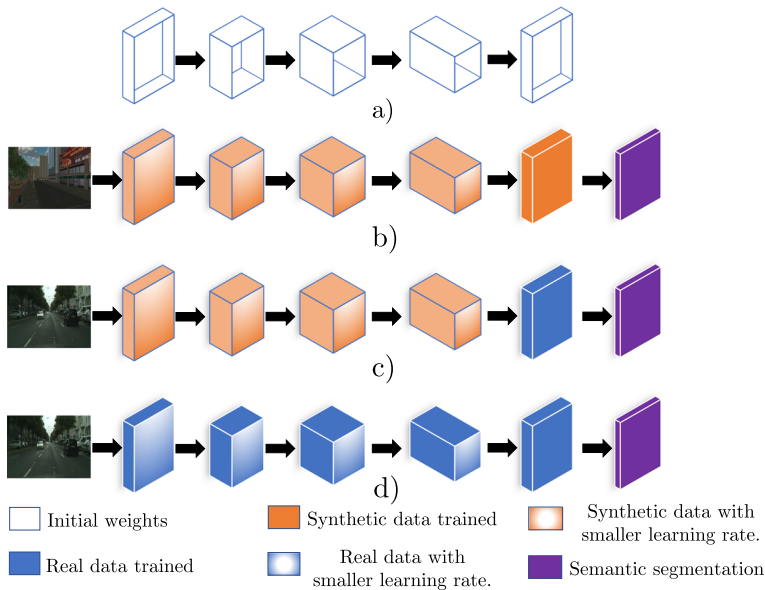 a)
b)
c)
d)
Initial weights
Synthetic data trained
Synthetic data with
smaller learning rate.
Real data trained
Real data with
smaller learning rate.
Semantic segmentation